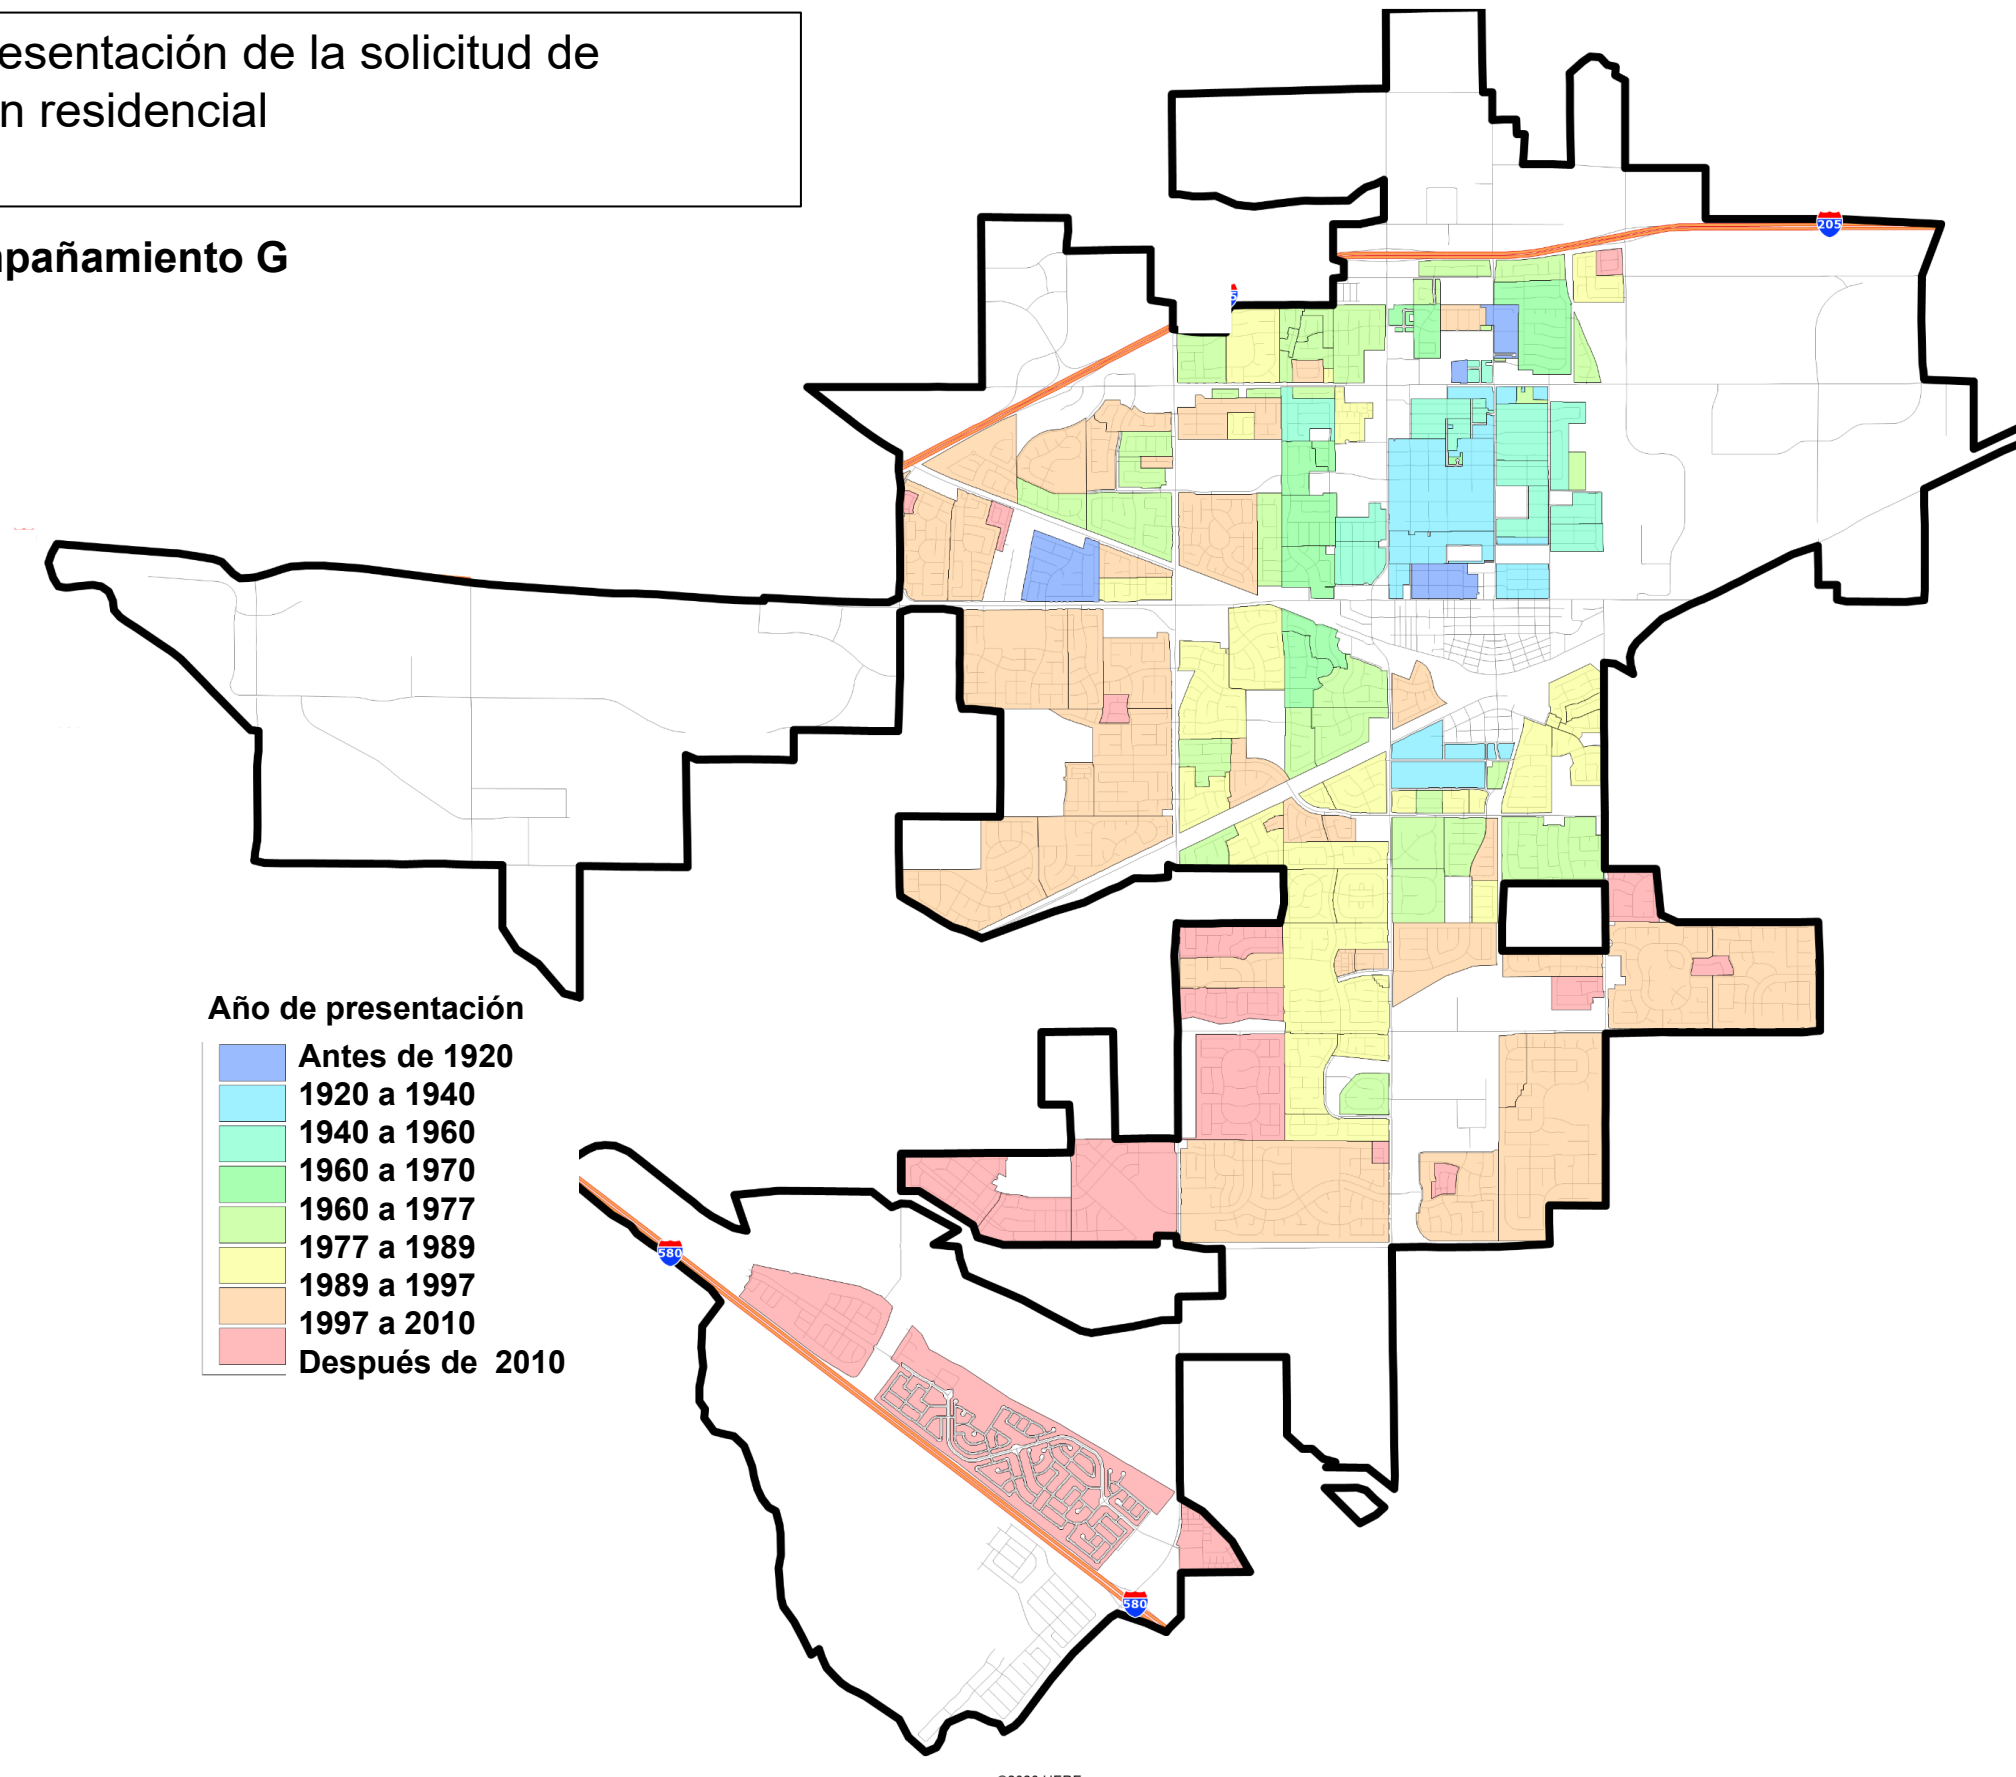 esentación de la solicitud de
n residencial
pañamiento G
205
Año de presentación
Antes de 1920
1920 a 1940
1940 a 1960
1960 a 1970
1960 a 1977
1977 a 1989
1989 a 1997
1997 a 2010
Después de 2010
580
580